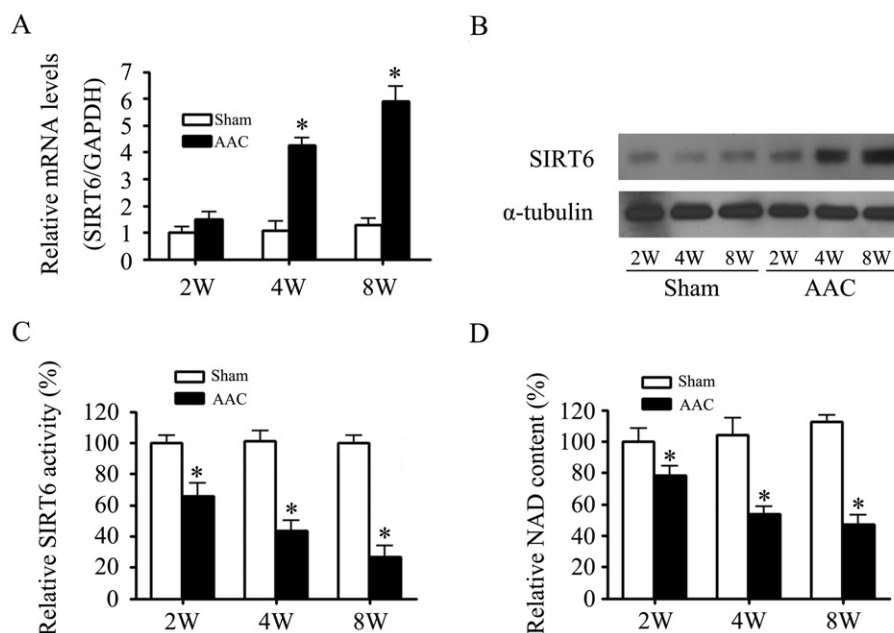 A
Relative mRNA levels
(SIRT6/GAPDH)
7
6
5
4
3
2
1
0
Sham
AAC
*
*
2W 4W 8W
B
SIRT6
α-tubulin
2W 4W 8W 2W 4W 8W
Sham AAC
C
Relative SIRT6 activity (%)
120
100
80
60
40
20
0
Sham
AAC
*
*
*
2W 4W 8W
D
Relative NAD content (%)
120
100
80
60
40
20
0
Sham
AAC
*
*
*
2W 4W 8W